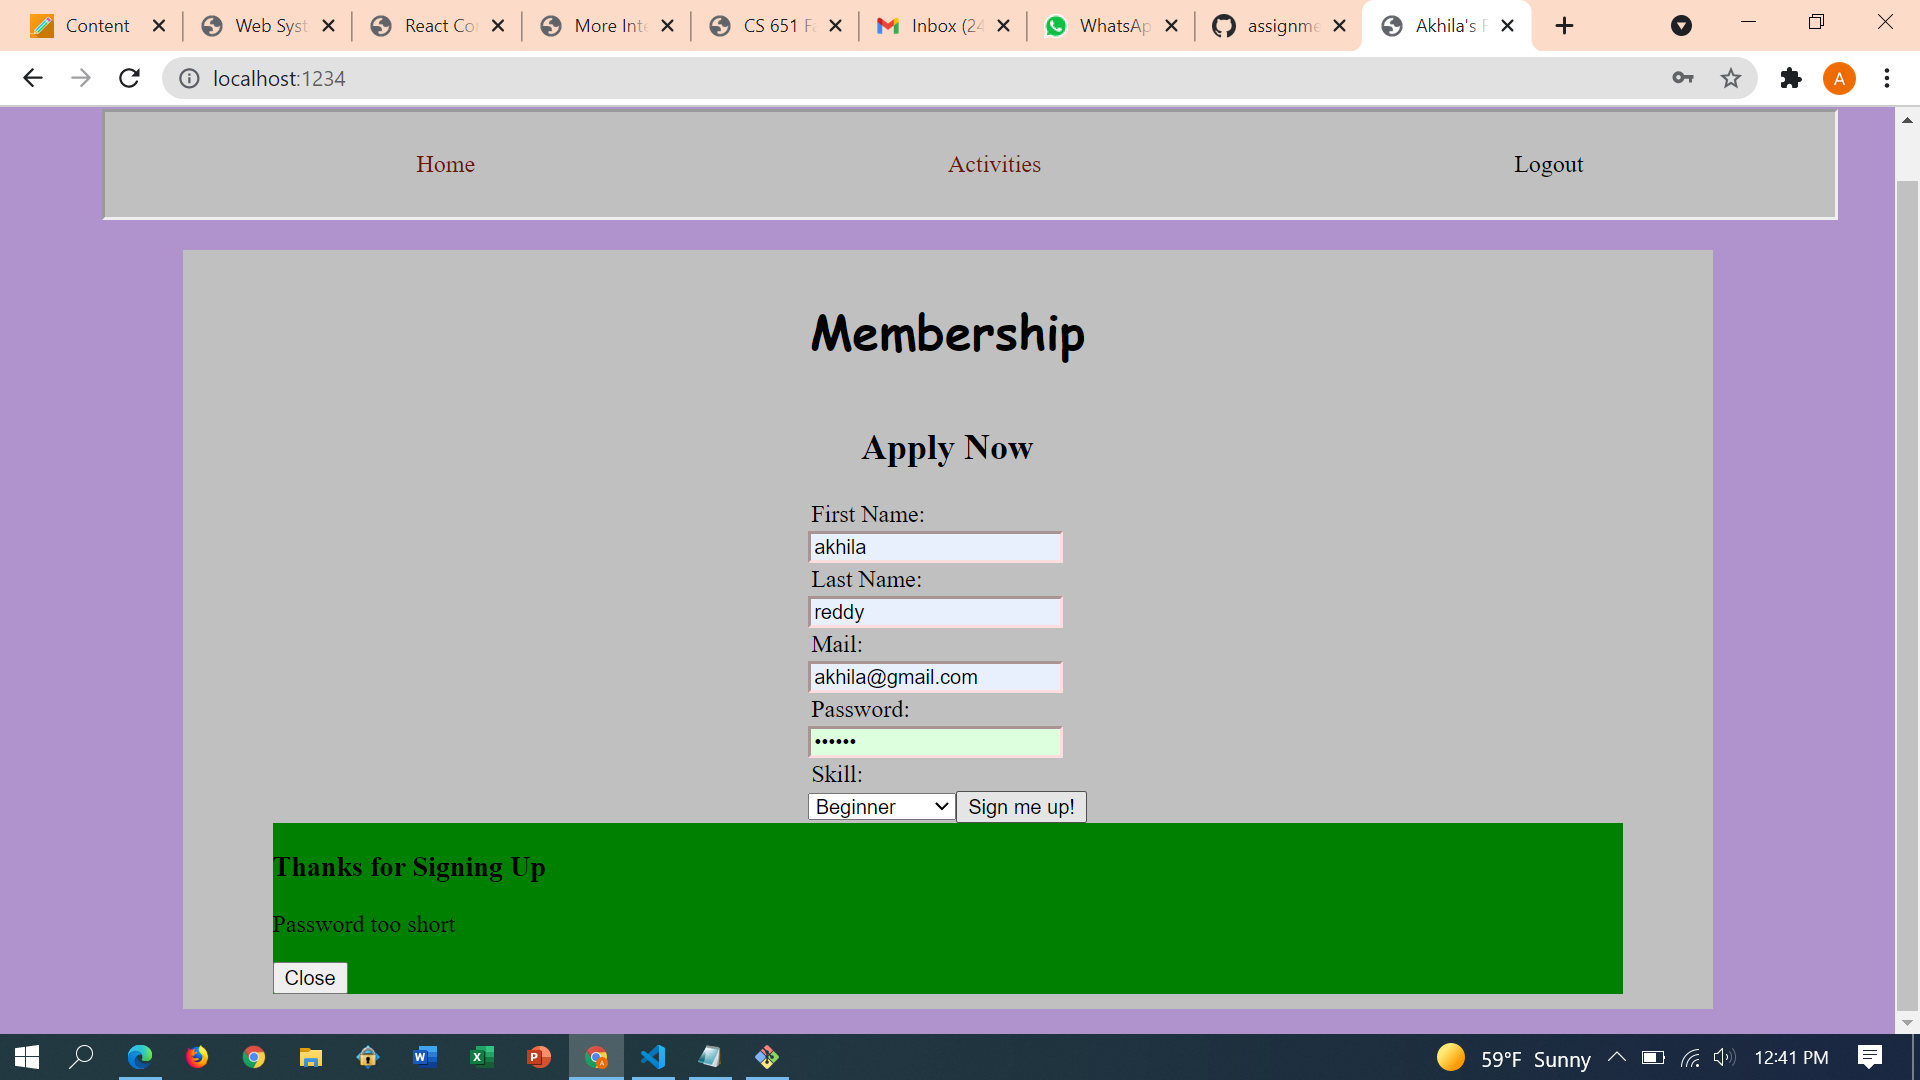 Content Web Syst React Co More Inte CS 651 Fa Inbox (24 WhatsAp assignme Akhila's
localhost:1234 A
Home Activities Logout
Membership
Apply Now
First Name:
akhila
Last Name:
reddy
Mail:
akhila@gmail.com
Password:
••••••
Skill:
Beginner Sign me up!
Thanks for Signing Up
Password too short
Close
59°F Sunny 12:41 PM